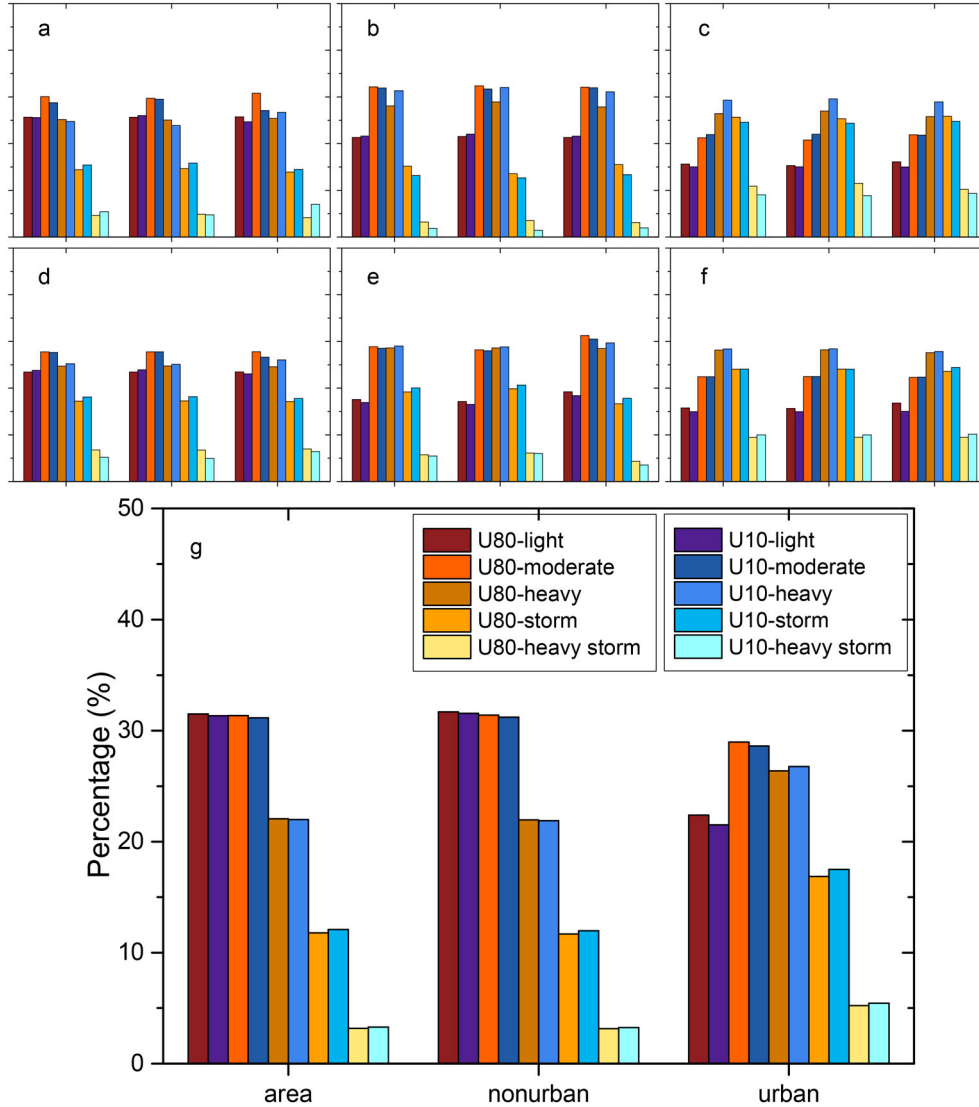 a
b
c
d
e
f
g
50
40
30
20
10
0
Percentage (%)
U80-light
U80-moderate
U80-heavy
U80-storm
U80-heavy storm
U10-light
U10-moderate
U10-heavy
U10-storm
U10-heavy storm
area
nonurban
urban